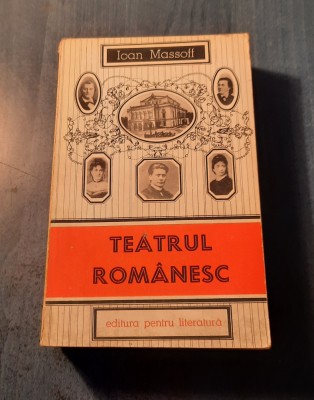 Ioan Massoff
TEATRUL
ROMÂNESC
editura pentru literatură